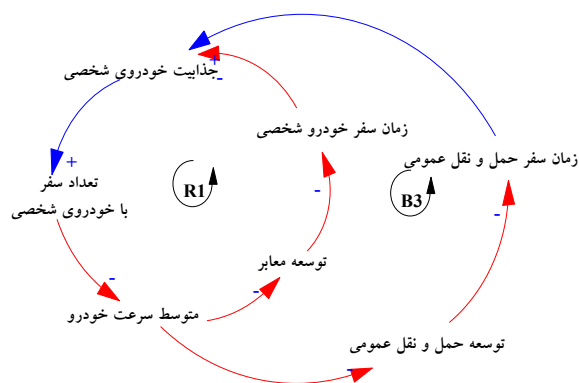 جذابیت خودروی شخصی
+
-
زمان سفر خودرو شخصی
زمان سفر حمل و نقل عمومی
+
تعداد سفر
با خودروی شخصی
R1
-
B3
-
توسعه معابر
-
-
متوسط سرعت خودرو
-
توسعه حمل و نقل عمومی